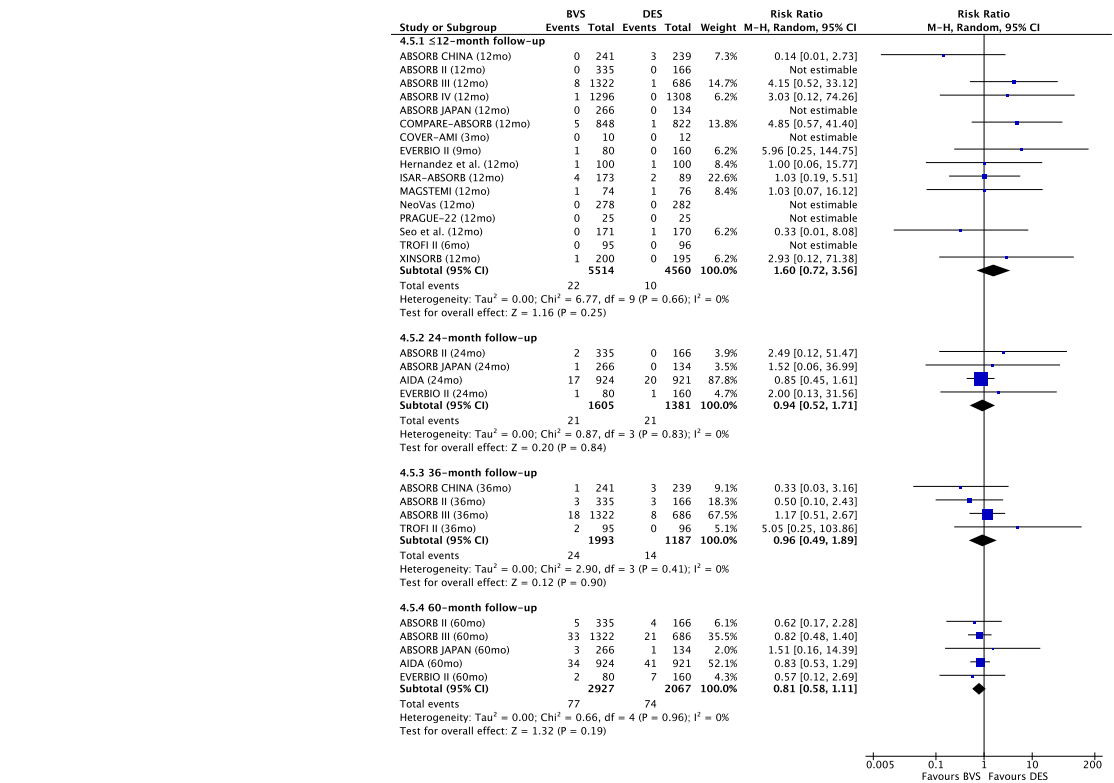 BVS DES Risk Ratio Risk Ratio
Study or Subgroup Events Total Events Total Weight M-H, Random, 95% CI M-H, Random, 95% CI
4.5.1 ≤12-month follow-up
ABSORB CHINA (12mo) 0 241 3 239 7.3% 0.14 [0.01, 2.73]
ABSORB II (12mo) 0 335 0 166 Not estimable
ABSORB III (12mo) 8 1322 1 686 14.7% 4.15 [0.52, 33.12]
ABSORB IV (12mo) 1 1296 0 1308 6.2% 3.03 [0.12, 74.26]
ABSORB JAPAN (12mo) 0 266 0 134 Not estimable
COMPARE-ABSORB (12mo) 5 848 1 822 13.8% 4.85 [0.57, 41.40]
COVER-AMI (3mo) 0 10 0 12 Not estimable
EVERBIO II (9mo) 1 80 0 160 6.2% 5.96 [0.25, 144.75]
Hernandez et al. (12mo) 1 100 1 100 8.4% 1.00 [0.06, 15.77]
ISAR-ABSORB (12mo) 4 173 2 89 22.6% 1.03 [0.19, 5.51]
MAGSTEMI (12mo) 1 74 1 76 8.4% 1.03 [0.07, 16.12]
NeoVas (12mo) 0 278 0 282 Not estimable
PRAGUE-22 (12mo) 0 25 0 25 Not estimable
Seo et al. (12mo) 0 171 1 170 6.2% 0.33 [0.01, 8.08]
TROFI II (6mo) 0 95 0 96 Not estimable
XINSORB (12mo) 1 200 0 195 6.2% 2.93 [0.12, 71.38]
Subtotal (95% CI) 5514 4560 100.0% 1.60 [0.72, 3.56]
Total events 22 10
Heterogeneity: Tau² = 0.00; Chi² = 6.77, df = 9 (P = 0.66); I² = 0%
Test for overall effect: Z = 1.16 (P = 0.25)
4.5.2 24-month follow-up
ABSORB II (24mo) 2 335 0 166 3.9% 2.49 [0.12, 51.47]
ABSORB JAPAN (24mo) 1 266 0 134 3.5% 1.52 [0.06, 36.99]
AIDA (24mo) 17 924 20 921 87.8% 0.85 [0.45, 1.61]
EVERBIO II (24mo) 1 80 1 160 4.7% 2.00 [0.13, 31.56]
Subtotal (95% CI) 1605 1381 100.0% 0.94 [0.52, 1.71]
Total events 21 21
Heterogeneity: Tau² = 0.00; Chi² = 0.87, df = 3 (P = 0.83); I² = 0%
Test for overall effect: Z = 0.20 (P = 0.84)
4.5.3 36-month follow-up
ABSORB CHINA (36mo) 1 241 3 239 9.1% 0.33 [0.03, 3.16]
ABSORB II (36mo) 3 335 3 166 18.3% 0.50 [0.10, 2.43]
ABSORB III (36mo) 18 1322 8 686 67.5% 1.17 [0.51, 2.67]
TROFI II (36mo) 2 95 0 96 5.1% 5.05 [0.25, 103.86]
Subtotal (95% CI) 1993 1187 100.0% 0.96 [0.49, 1.89]
Total events 24 14
Heterogeneity: Tau² = 0.00; Chi² = 2.90, df = 3 (P = 0.41); I² = 0%
Test for overall effect: Z = 0.12 (P = 0.90)
4.5.4 60-month follow-up
ABSORB II (60mo) 5 335 4 166 6.1% 0.62 [0.17, 2.28]
ABSORB III (60mo) 33 1322 21 686 35.5% 0.82 [0.48, 1.40]
ABSORB JAPAN (60mo) 3 266 1 134 2.0% 1.51 [0.16, 14.39]
AIDA (60mo) 34 924 41 921 52.1% 0.83 [0.53, 1.29]
EVERBIO II (60mo) 2 80 7 160 4.3% 0.57 [0.12, 2.69]
Subtotal (95% CI) 2927 2067 100.0% 0.81 [0.58, 1.11]
Total events 77 74
Heterogeneity: Tau² = 0.00; Chi² = 0.66, df = 4 (P = 0.96); I² = 0%
Test for overall effect: Z = 1.32 (P = 0.19)
0.005 0.1 1 10 200
Favours BVS Favours DES